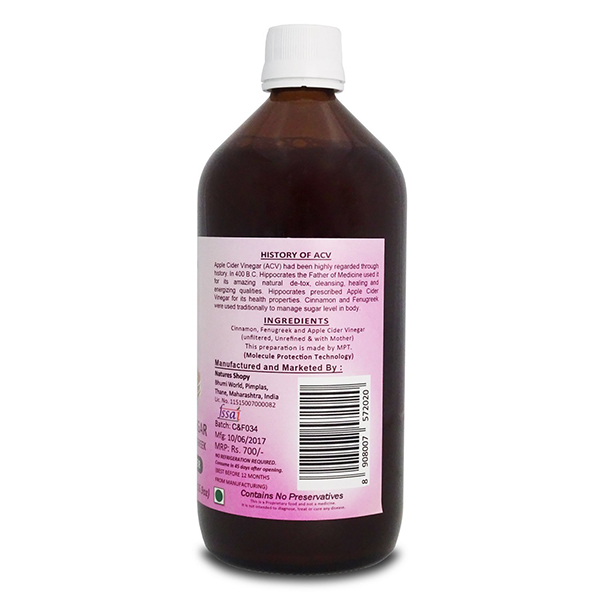 HISTORY OF ACV
Apple Cider Vinegar (ACV) had been highly regarded through
history. In 400 B.C. Hippocrates the Father of Medicine used it
for its amazing natural de-tox, cleansing, healing and
energizing qualities. Hippocrates prescribed Apple Cider
Vinegar for its health properties. Cinnamon and Fenugreek
were used traditionally to manage sugar level in body.
INGREDIENTS
Cinnamon, Fenugreek and Apple Cider Vinegar
(unfiltered, Unrefined & with Mother)
This preparation is made by MPT.
(Molecule Protection Technology)
Manufactured and Marketed By :
Natures Shopy
Bhumi World, Pimplas,
Thane, Maharashtra, India
Lic. No. 11515007000082
fssai
Batch: C&F034
Mfg: 10/06/2017
MRP: Rs. 700/-
NO REFRIGERATION REQUIRED.
Consume in 45 days after opening.
(BEST BEFORE 12 MONTHS
FROM MANUFACTURING)
8 908007 572020
Contains No Preservatives
This is a Proprietary food and not a medicine.
It is not intended to diagnose, treat or cure any disease.